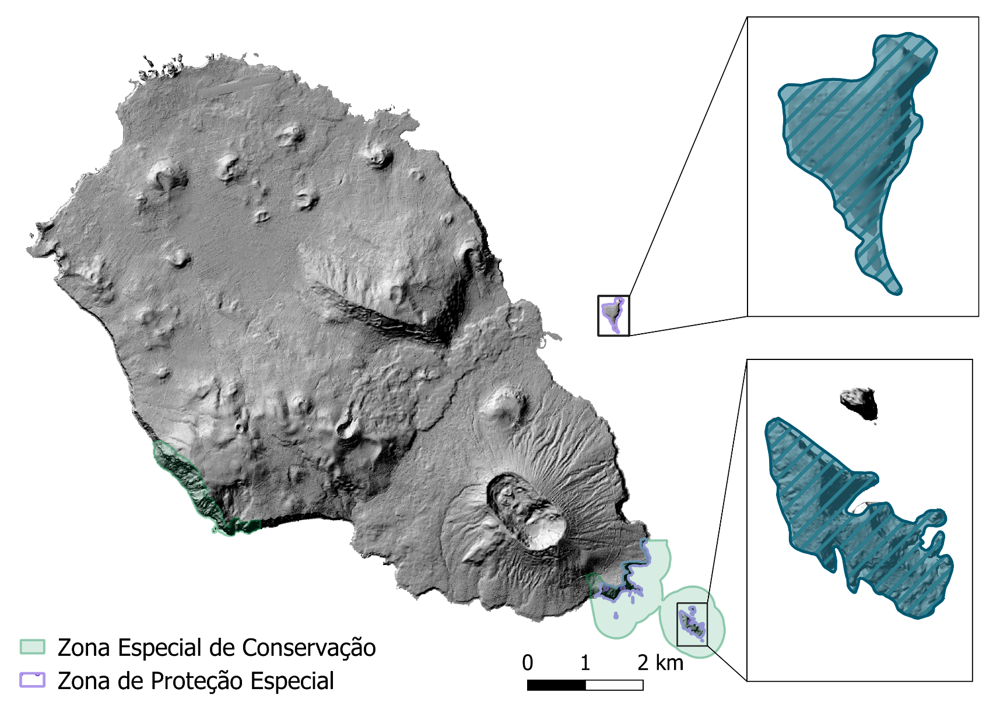 Zona Especial de Conservação
Zona de Proteção Especial
0 1 2 km